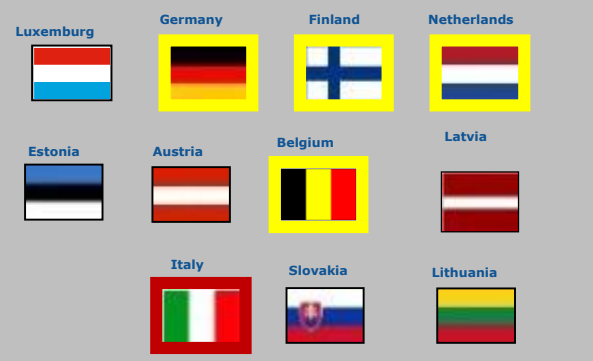 Luxemburg
Germany
Finland
Netherlands
Estonia
Austria
Belgium
Latvia
Italy
Slovakia
Lithuania